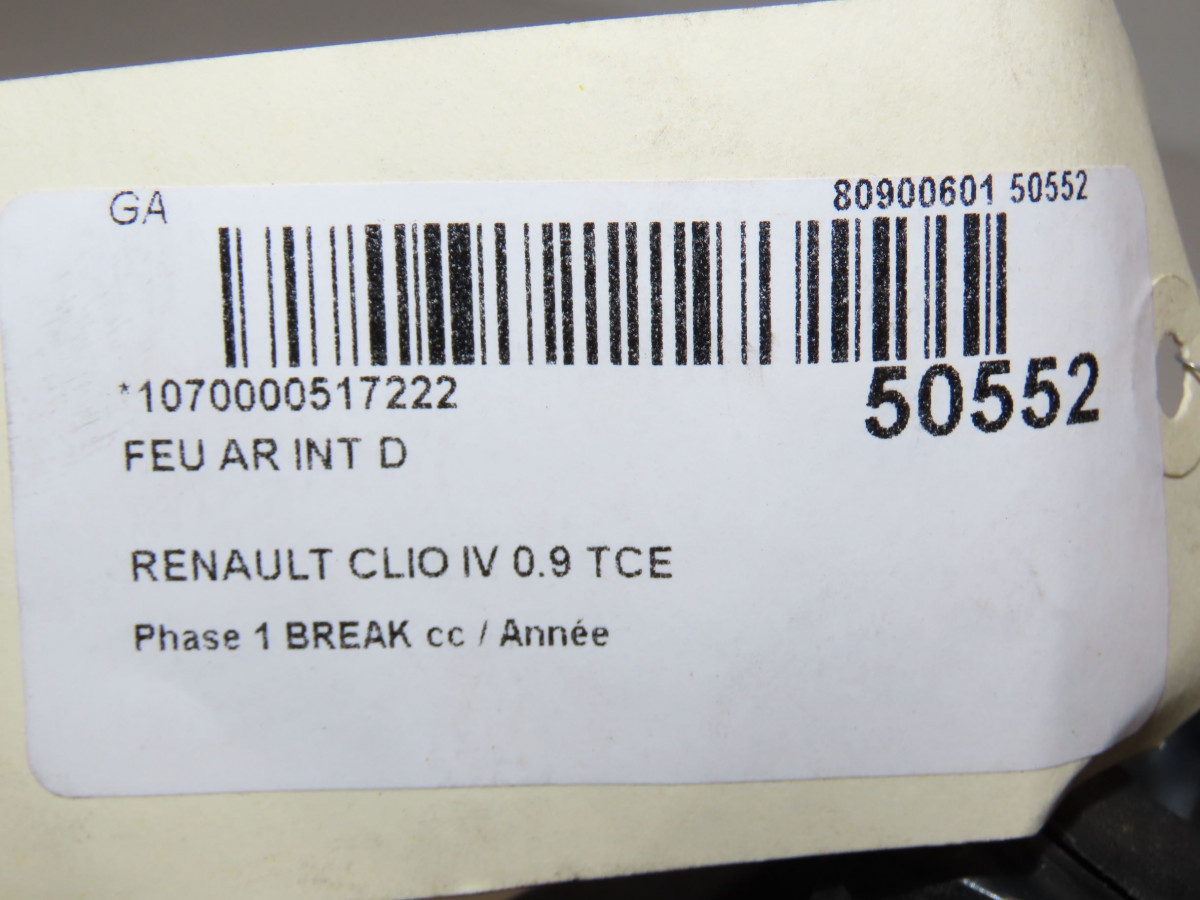 GA
80900601 50552
*1070000517222
50552
FEU AR INT D
RENAULT CLIO IV 0.9 TCE
Phase 1 BREAK cc / Année